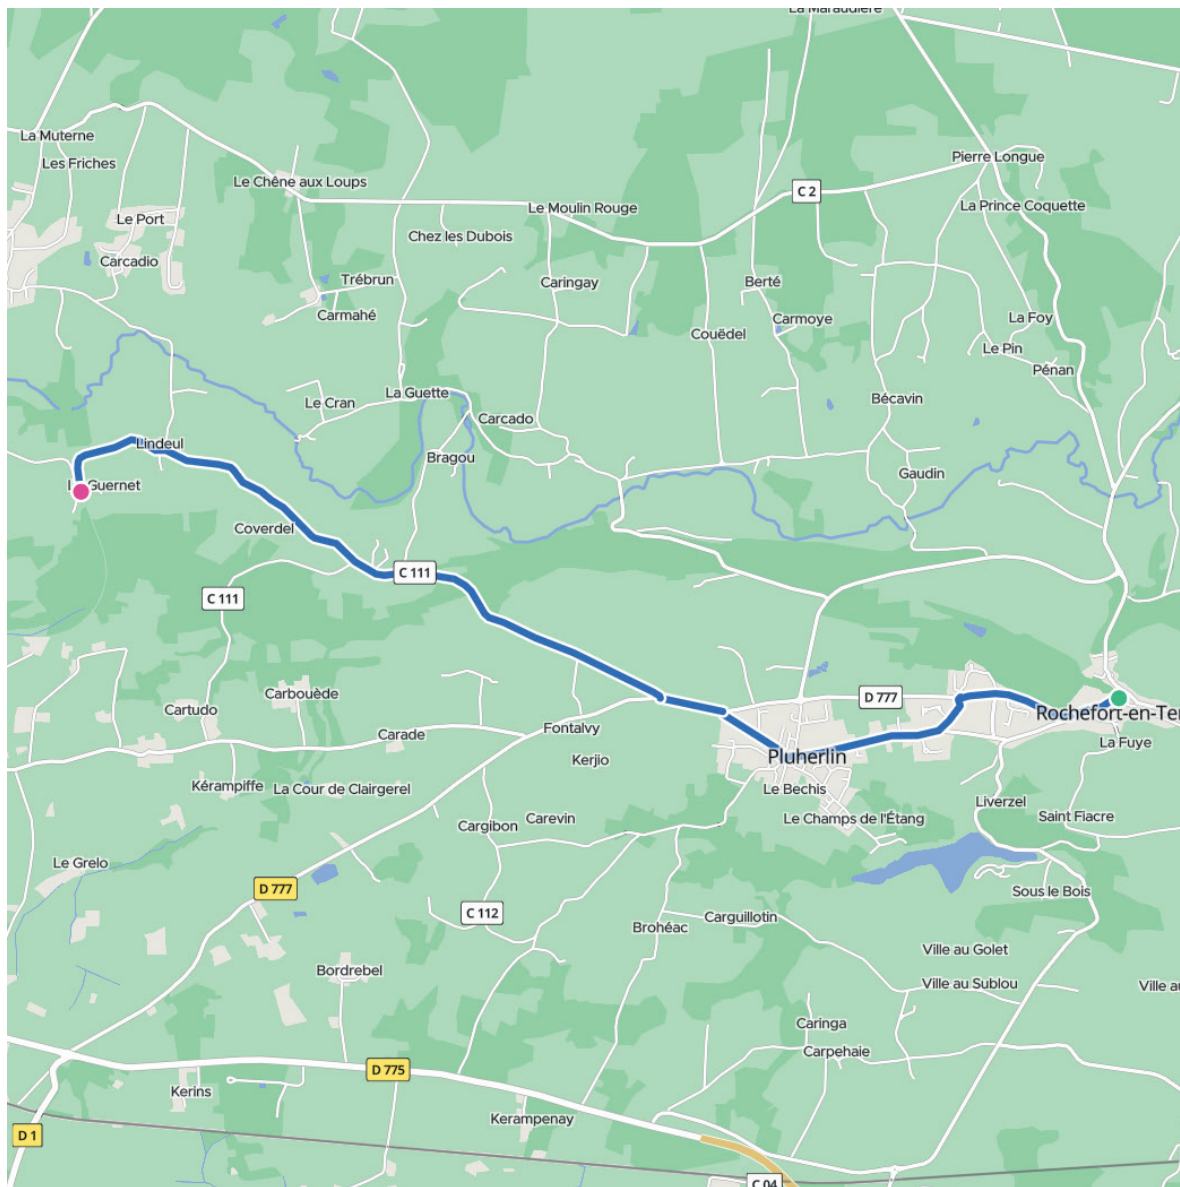 La Maraudière
La Muterne
Les Friches
Pierre Longue
Le Chêne aux Loups
C 2
Le Moulin Rouge
La Prince Coquette
Le Port
Chez les Dubois
Carcadio
Trébrun
Caringay
Berté
Carmahé
Carmoye
La Foy
Couëdel
Le Pin
Pénan
La Guette
Le Cran
Bécavin
Carcado
Lindeul
Bragou
Gaudin
Guernet
Coverdel
C 111
C 111
Carbouède
D 777
Cartudo
Rochefort-en-Ter
Fontalvy
Carade
La Fuye
Pluherlin
Kerjio
Kérampiffe
La Cour de Clairgerel
Le Bechis
Liverzel
Cargibon
Carevin
Le Champs de l'Étang
Saint Fiacre
Le Grelo
D 777
Sous le Bois
C 112
Carguillotin
Brohéac
Ville au Golet
Bordrebel
Ville au Sublou
Ville au
Caringa
Carpehaie
D 775
Kerins
Kerampenay
D 1
C 04